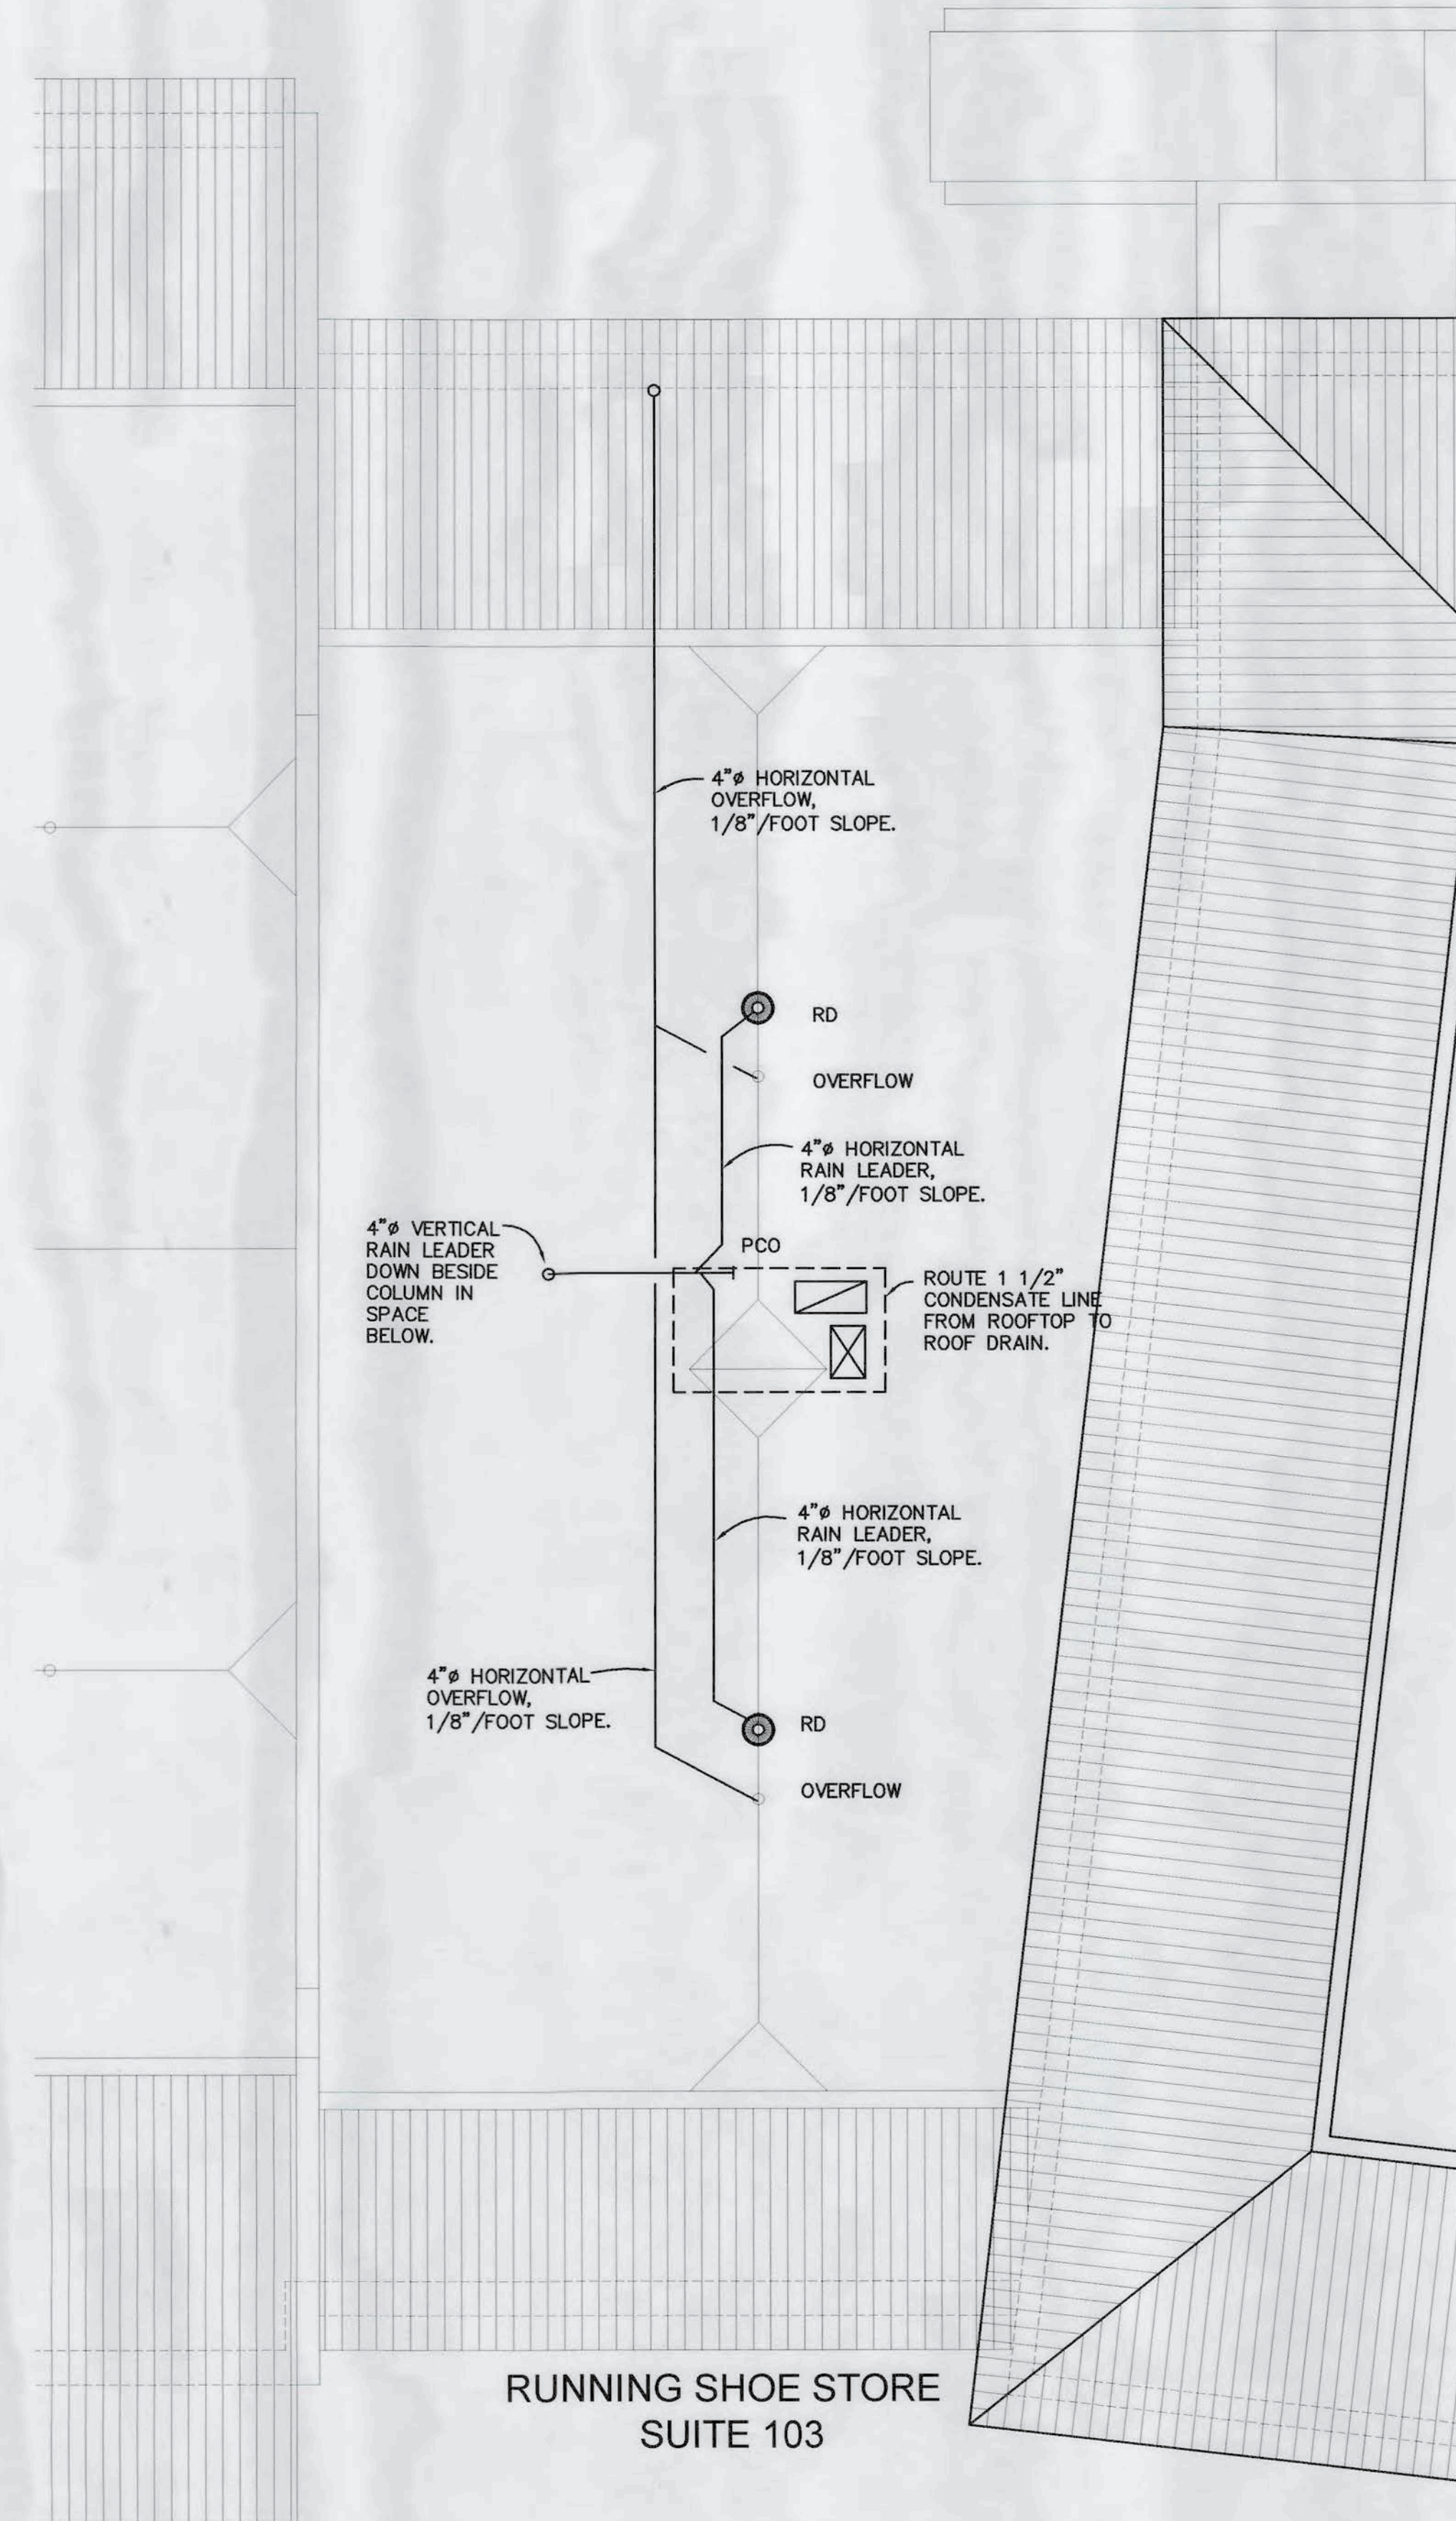 4"ø HORIZONTAL
OVERFLOW,
1/8"/FOOT SLOPE.
RD
OVERFLOW
4"ø HORIZONTAL
RAIN LEADER,
1/8"/FOOT SLOPE.
4"ø VERTICAL
RAIN LEADER
DOWN BESIDE
COLUMN IN
SPACE
BELOW.
PCO
ROUTE 1 1/2"
CONDENSATE LINE
FROM ROOFTOP TO
ROOF DRAIN.
4"ø HORIZONTAL
RAIN LEADER,
1/8"/FOOT SLOPE.
4"ø HORIZONTAL
OVERFLOW,
1/8"/FOOT SLOPE.
RD
OVERFLOW
RUNNING SHOE STORE
SUITE 103